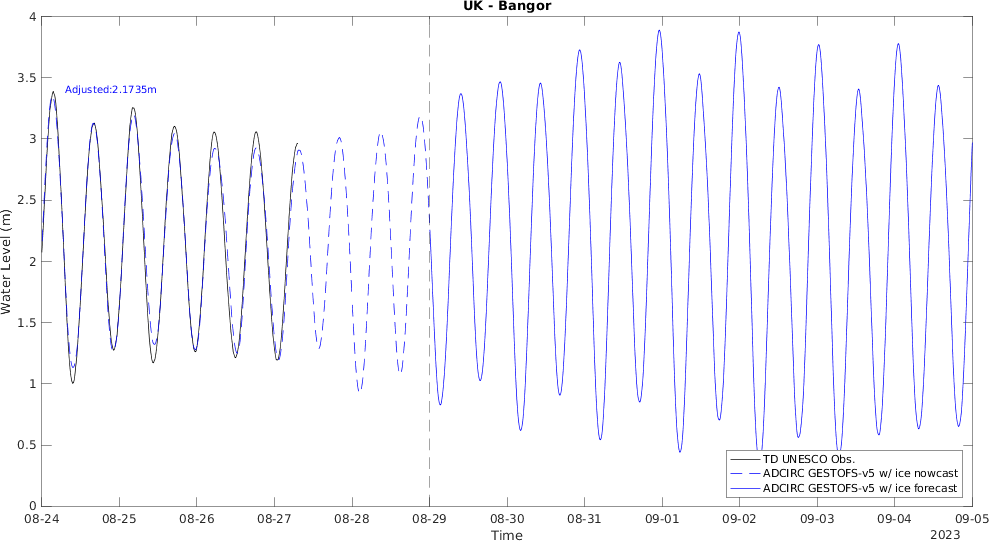 UK - Bangor
4
3.5
3
2.5
2
1.5
1
0.5
0
Water Level (m)
Adjusted:2.1735m
TD UNESCO Obs.
ADCIRC GESTOFS-v5 w/ ice nowcast
ADCIRC GESTOFS-v5 w/ ice forecast
08-24 08-25 08-26 08-27 08-28 08-29 08-30 08-31 09-01 09-02 09-03 09-04 09-05
Time
2023